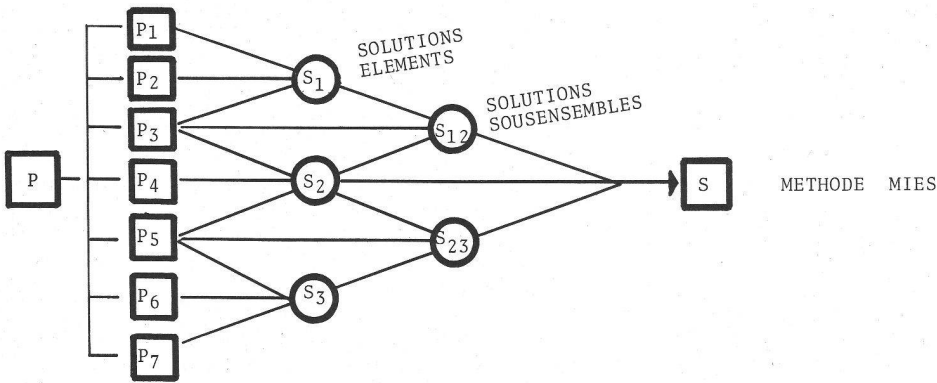 P1
SOLUTIONS
ELEMENTS
P2
S1
SOLUTIONS
SOUSENSEMBLES
P3
S12
P
P4
S2
S
METHODE MIES
P5
S23
P6
S3
P7